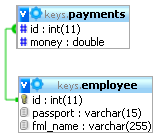 keys.payments
# id : int(11)
# money : double
keys.employee
id : int(11)
passport : varchar(15)
fml_name : varchar(255)